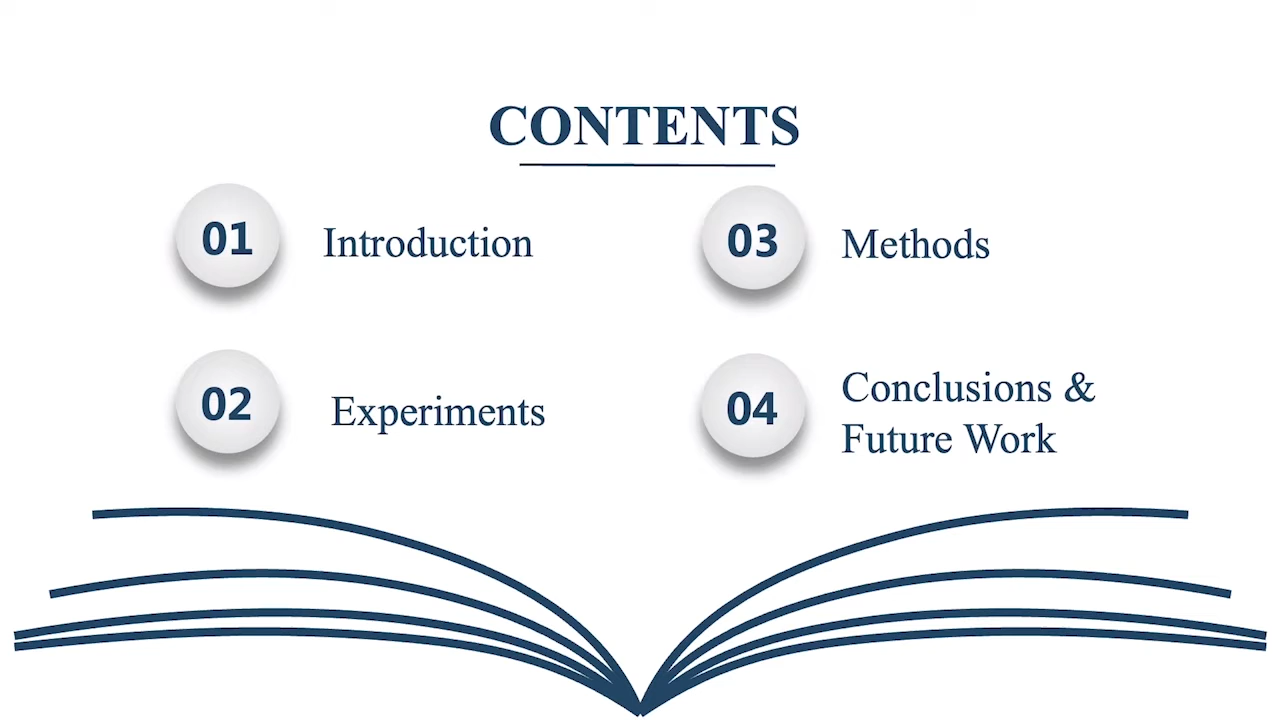 CONTENTS
01 Introduction
02 Experiments
03 Methods
04 Conclusions &
Future Work